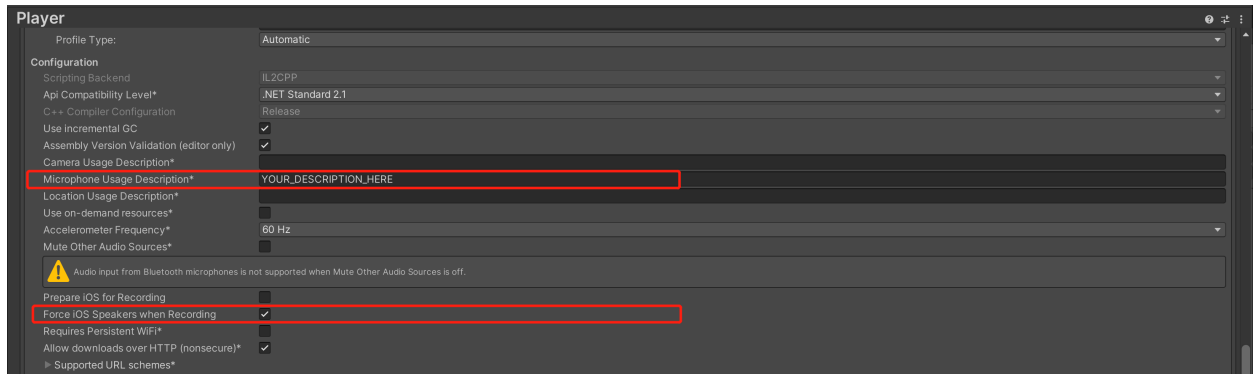 Player
Profile Type: Automatic
Configuration
Scripting Backend IL2CPP
Api Compatibility Level* .NET Standard 2.1
C++ Compiler Configuration Release
Use incremental GC
Assembly Version Validation (editor only)
Camera Usage Description*
Microphone Usage Description* YOUR_DESCRIPTION_HERE
Location Usage Description*
Use on-demand resources*
Accelerometer Frequency* 60 Hz
Mute Other Audio Sources*
Audio input from Bluetooth microphones is not supported when Mute Other Audio Sources is off.
Prepare iOS for Recording
Force iOS Speakers when Recording
Requires Persistent WiFi*
Allow downloads over HTTP (nonsecure)*
Supported URL schemes*